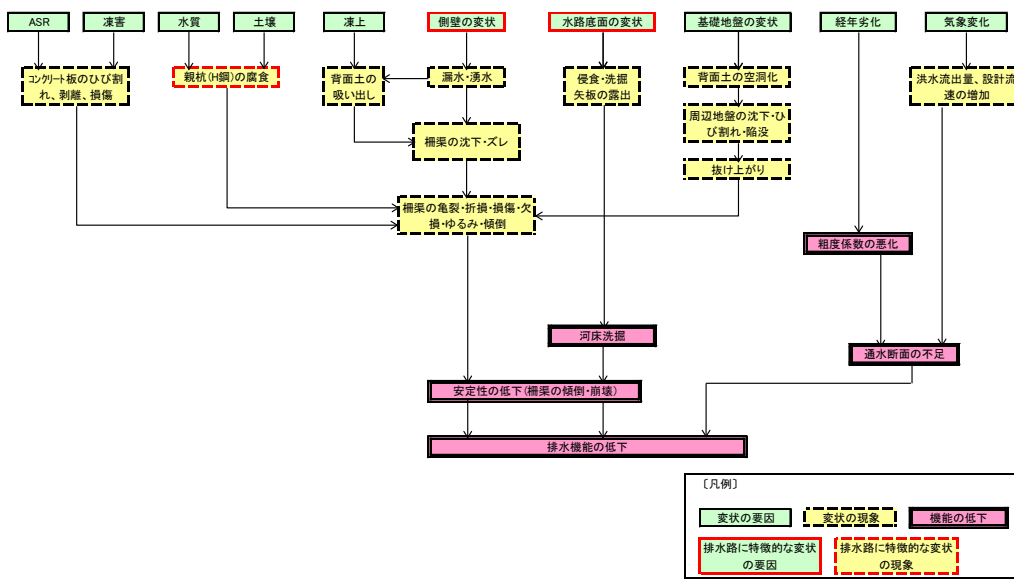 ASR
凍害
水質
土壌
凍上
側壁の変状
水路底面の変状
基礎地盤の変状
経年劣化
気象変化
コンクリート板のひび割
れ、剥離、損傷
親杭(H鋼)の腐食
背面土の
吸い出し
漏水・湧水
侵食・洗掘
矢板の露出
背面土の空洞化
洪水流出量、設計流
速の増加
周辺地盤の沈下・ひ
び割れ・陥没
柵渠の沈下・ズレ
抜け上がり
柵渠の亀裂・折損・損傷・欠
損・ゆるみ・傾倒
粗度係数の悪化
河床洗掘
通水断面の不足
安定性の低下(柵渠の傾倒・崩壊)
排水機能の低下
〔凡例〕
変状の要因
変状の現象
機能の低下
排水路に特徴的な変状
の要因
排水路に特徴的な変状
の現象